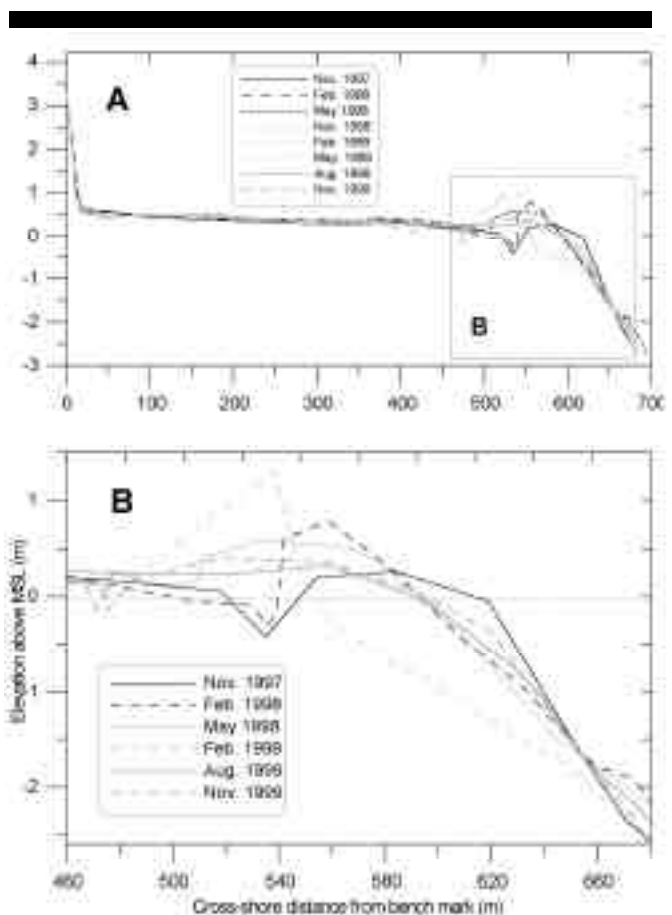 A
Nov. 1997
Feb. 1998
May 1998
Nov. 1998
Feb. 1999
May 1999
Aug. 1999
Nov. 1999
4
3
2
1
0
-1
-2
-3
B
0 100 200 300 400 500 600 700
B
Elevation above MSL (m)
1
0
-1
-2
Nov. 1997
Feb. 1998
May 1998
Feb. 1999
Aug. 1999
Nov. 1999
460 500 540 580 620 660
Cross-shore distance from bench mark (m)